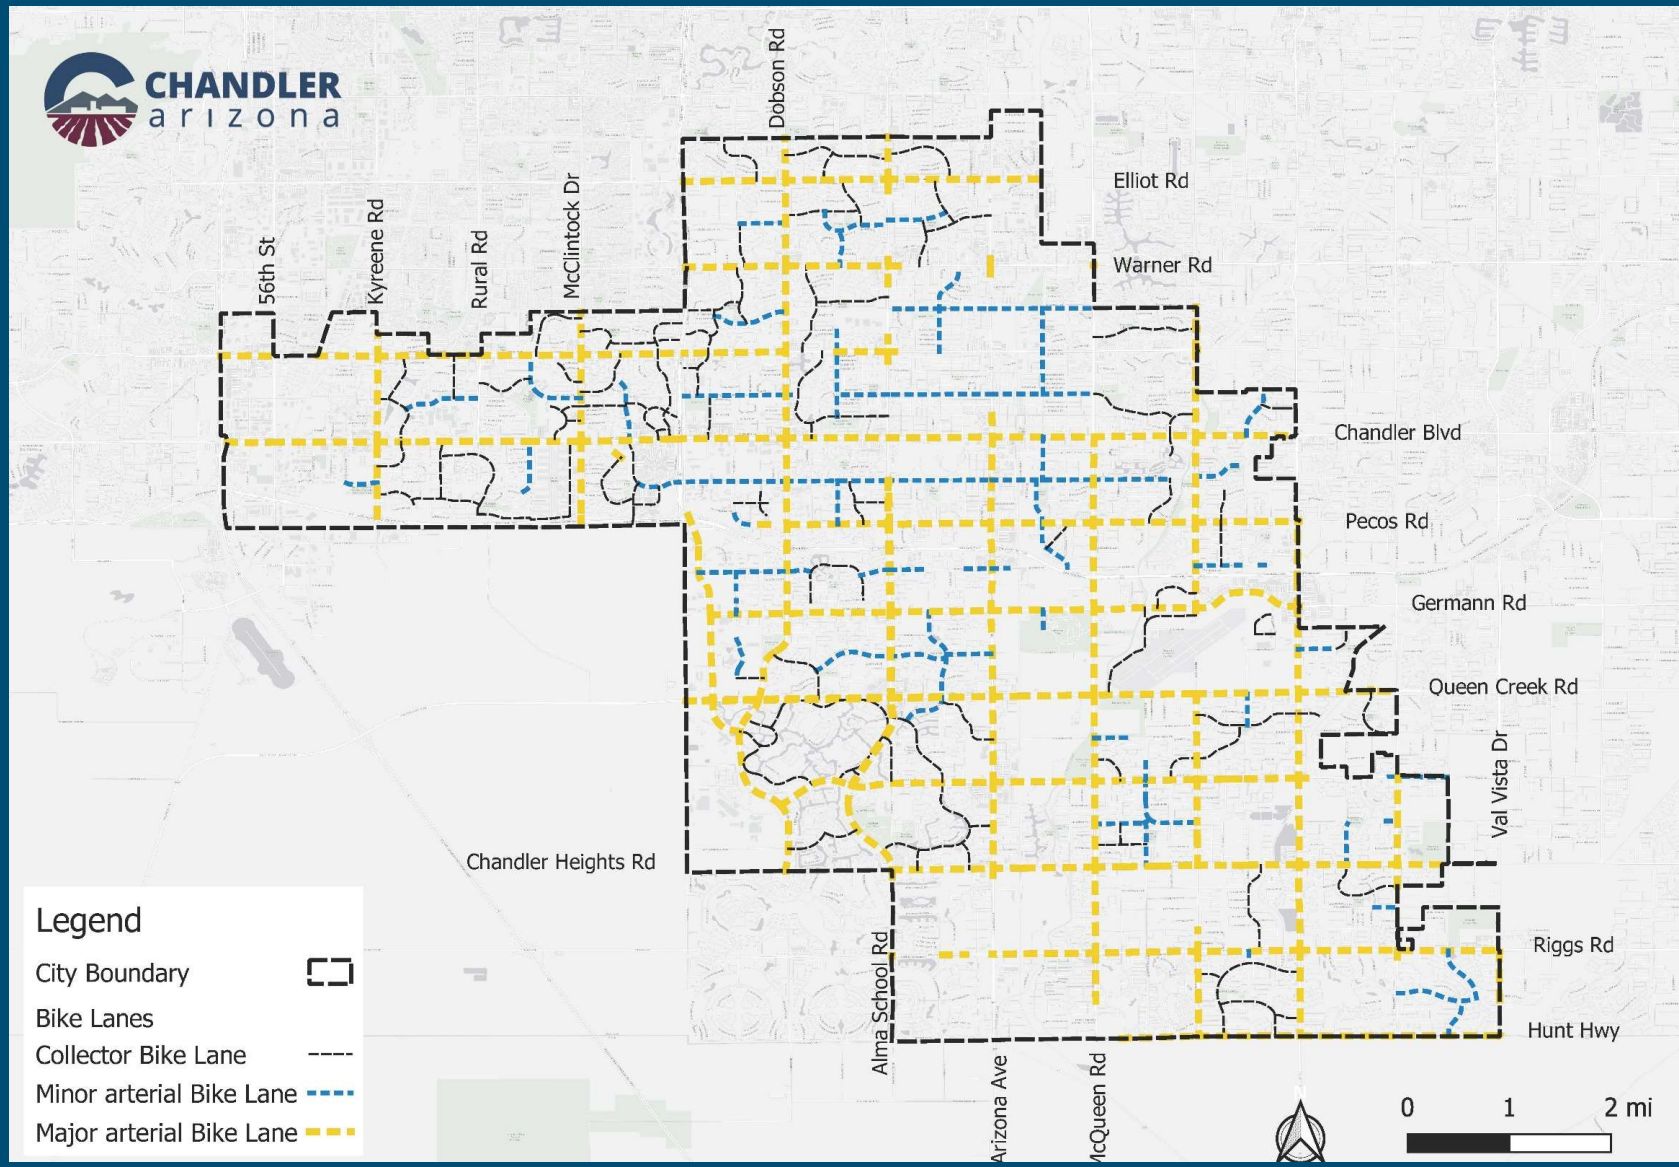 CHANDLER
arizona
Dobson Rd
McClintock Dr
Kyrene Rd
Rural Rd
56th St
Elliot Rd
Warner Rd
Chandler Blvd
Pecos Rd
Germann Rd
Queen Creek Rd
Val Vista Dr
Chandler Heights Rd
Riggs Rd
Hunt Hwy
Alma School Rd
Arizona Ave
McQueen Rd
Legend
City Boundary
Bike Lanes
Collector Bike Lane
Minor arterial Bike Lane
Major arterial Bike Lane
0 1 2 mi